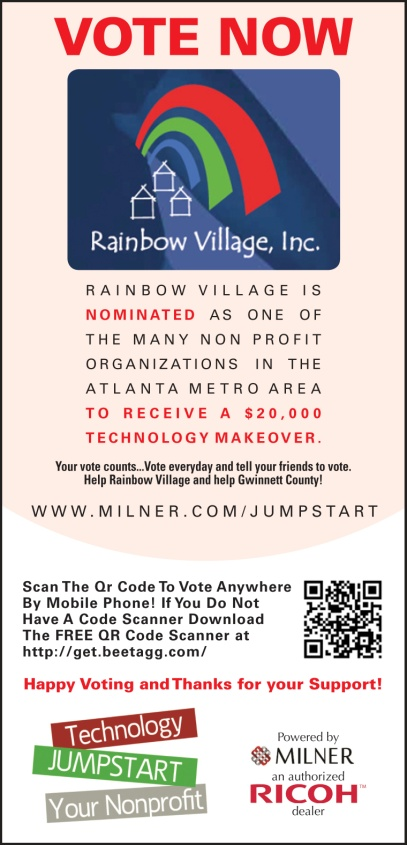 VOTE NOW
Rainbow Village, Inc.
RAINBOW VILLAGE IS
NOMINATED AS ONE OF
THE MANY NON PROFIT
ORGANIZATIONS IN THE
ATLANTA METRO AREA
TO RECEIVE A $20,000
TECHNOLOGY MAKEOVER.
Your vote counts...Vote everyday and tell your friends to vote.
Help Rainbow Village and help Gwinnett County!
WWW.MILNER.COM/JUMPSTART
Scan The Qr Code To Vote Anywhere
By Mobile Phone! If You Do Not
Have A Code Scanner Download
The FREE QR Code Scanner at
http://get.beetagg.com/
Happy Voting and Thanks for your Support!
Technology
JUMPSTART
Your Nonprofit
Powered by
MILNER
an authorized
RICOH™
dealer